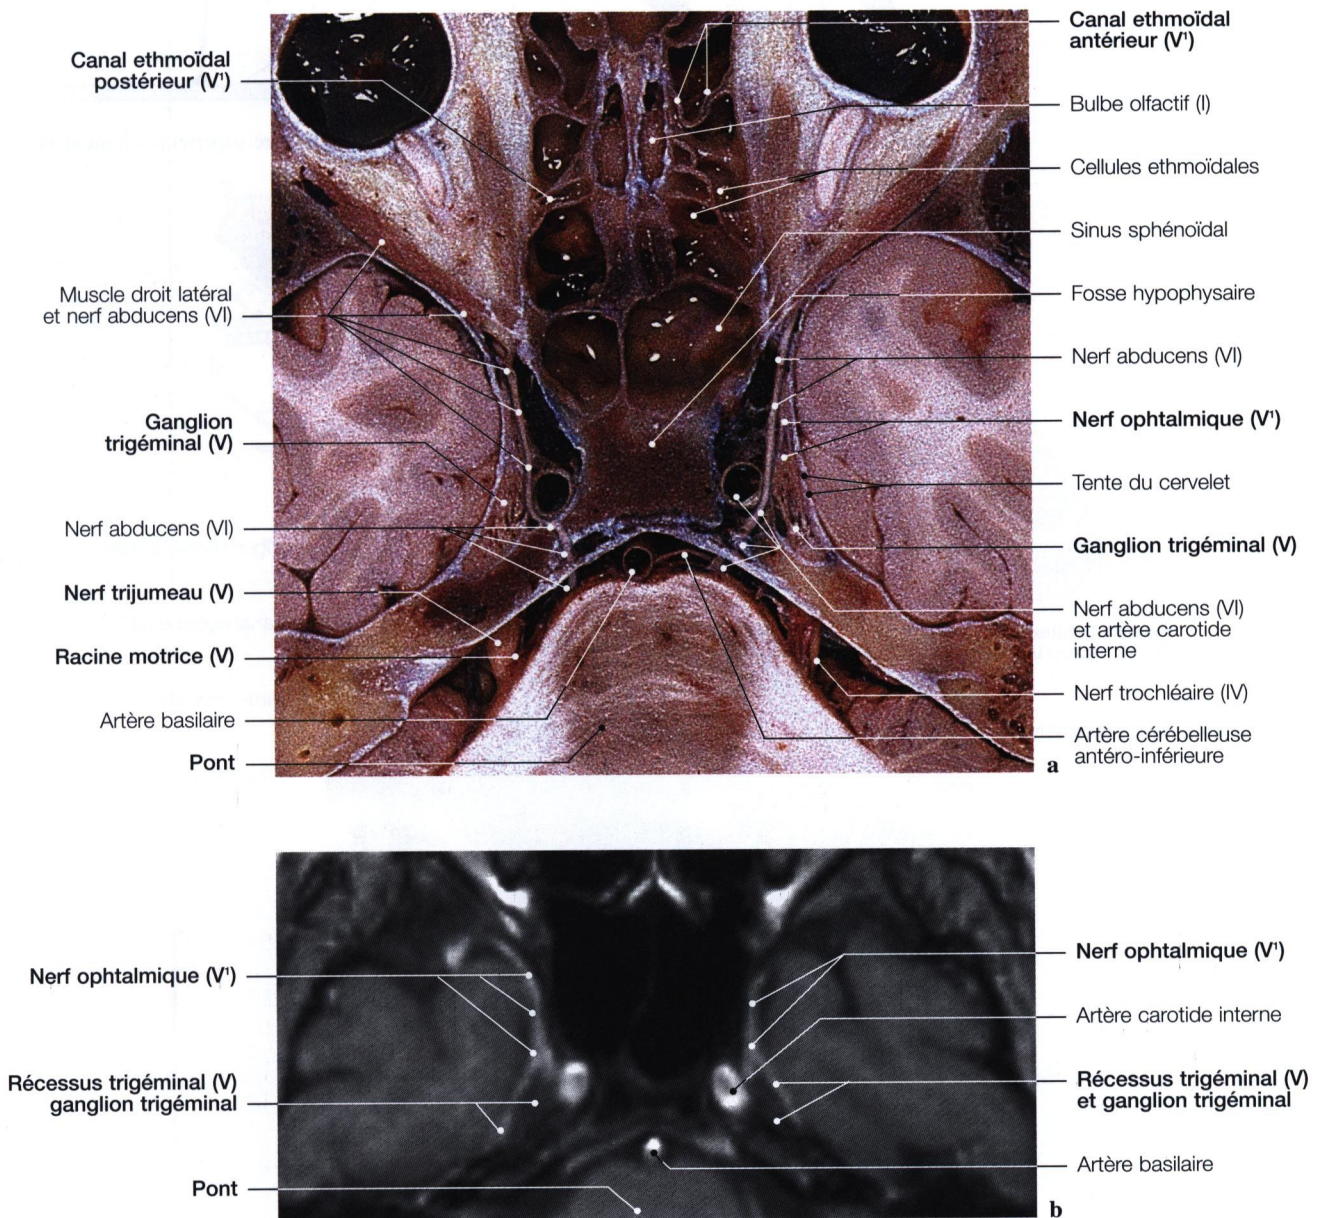 Canal ethmoïdal
postérieur (V¹)
Muscle droit latéral
et nerf abducens (VI)
Ganglion
trigéminal (V)
Nerf abducens (VI)
Nerf trijumeau (V)
Racine motrice (V)
Artère basilaire
Pont
Canal ethmoïdal
antérieur (V¹)
Bulbe olfactif (I)
Cellules ethmoïdales
Sinus sphénoïdal
Fosse hypophysaire
Nerf abducens (VI)
Nerf ophtalmique (V¹)
Tente du cervelet
Ganglion trigéminal (V)
Nerf abducens (VI)
et artère carotide
interne
Nerf trochléaire (IV)
Artère cérébelleuse
antéro-inférieure
a
Nerf ophtalmique (V¹)
Récessus trigéminal (V)
ganglion trigéminal
Pont
Nerf ophtalmique (V¹)
Artère carotide interne
Récessus trigéminal (V)
et ganglion trigéminal
Artère basilaire
b